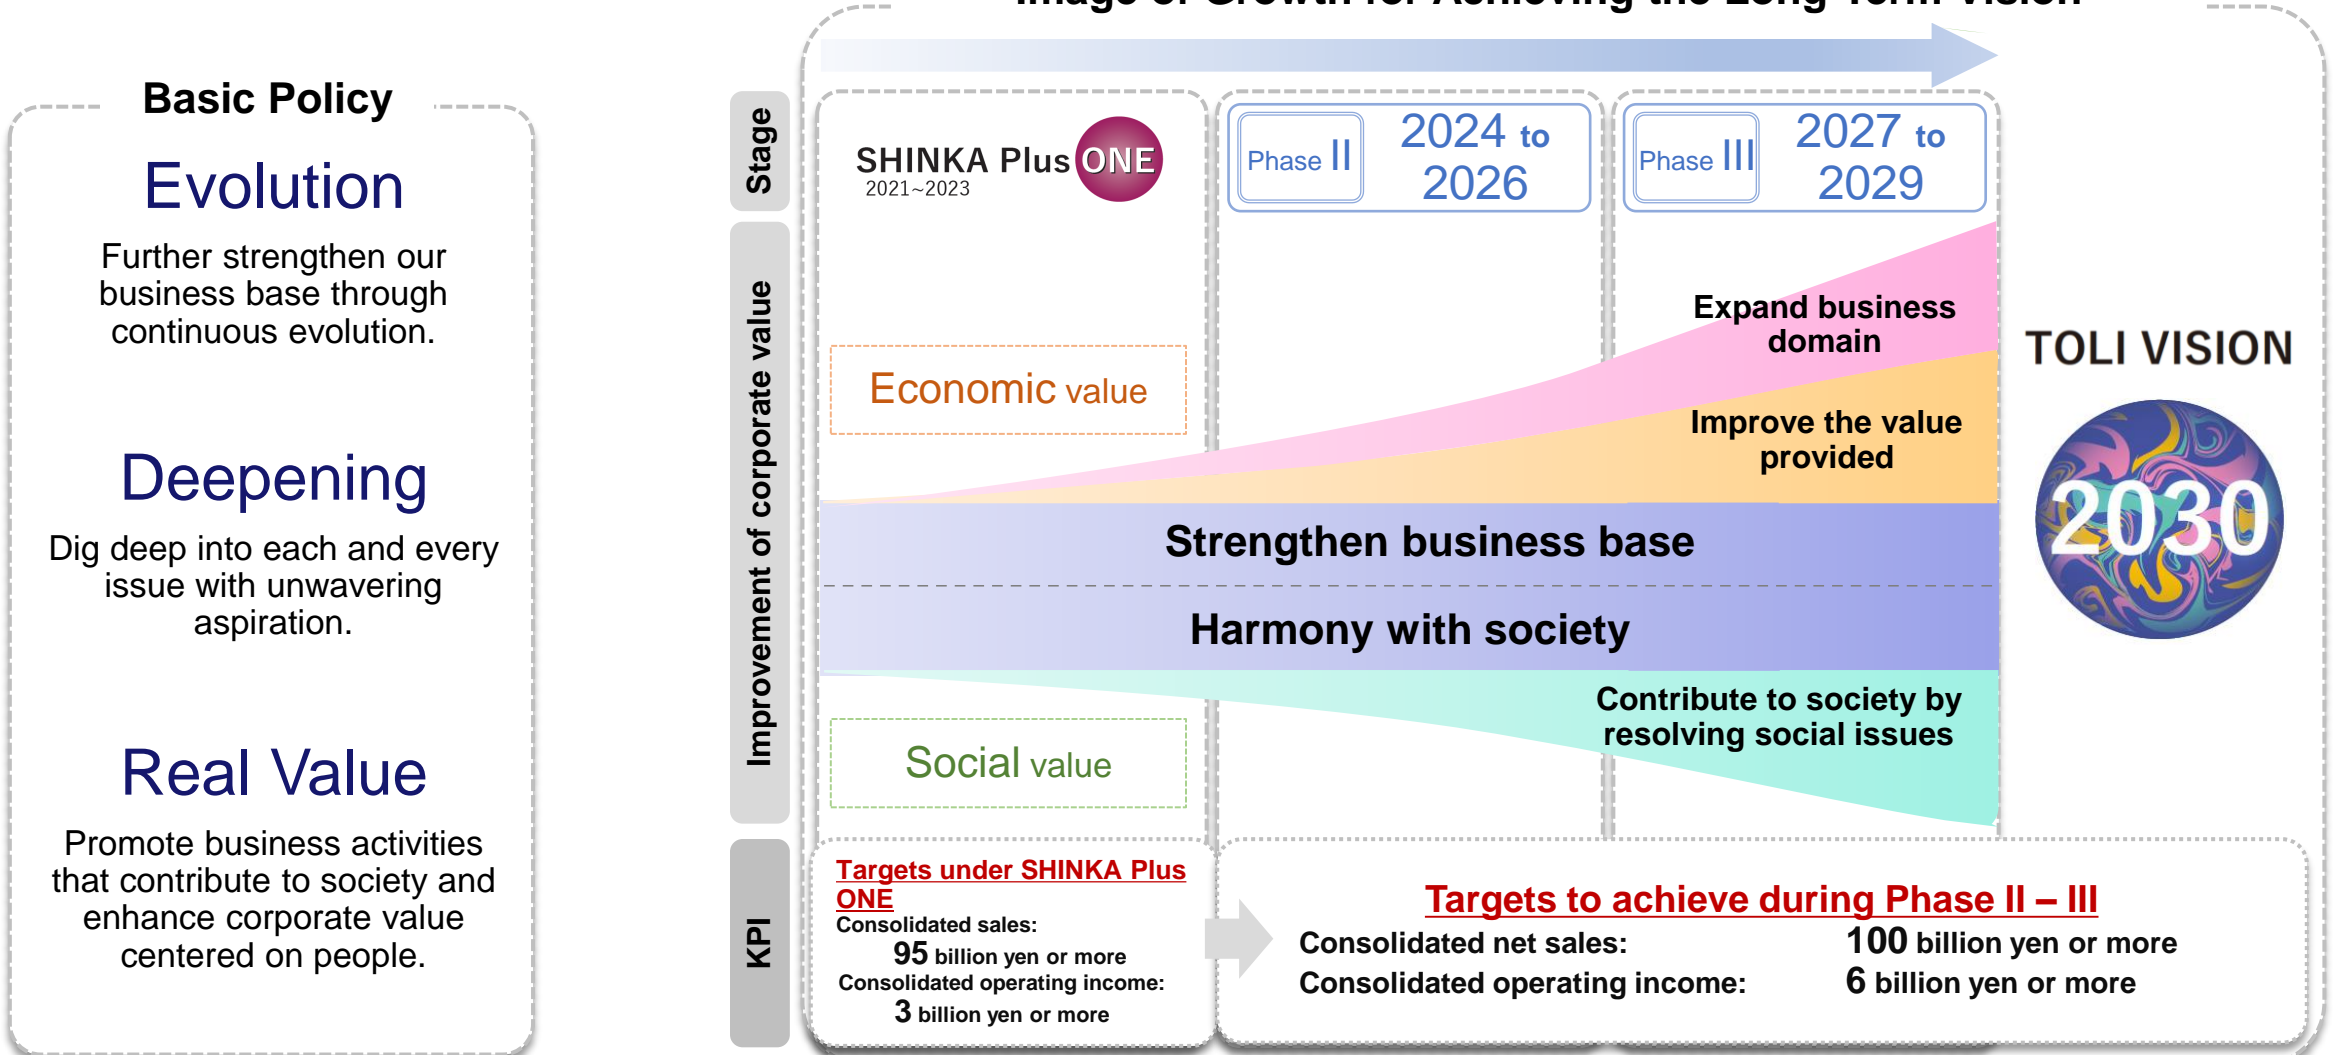 Image of Growth for Achieving the Long-Term Vision
Basic Policy
Evolution
Further strengthen our
business base through
continuous evolution.
Deepening
Dig deep into each and every
issue with unwavering
aspiration.
Real Value
Promote business activities
that contribute to society and
enhance corporate value
centered on people.
Stage
SHINKA Plus ONE
2021~2023
Phase II
2024 to
2026
Phase III
2027 to
2029
Improvement of corporate value
Economic value
Expand business
domain
Improve the value
provided
Strengthen business base
Harmony with society
Contribute to society by
resolving social issues
Social value
TOLI VISION
2030
KPI
Targets under SHINKA Plus
ONE
Consolidated sales:
95 billion yen or more
Consolidated operating income:
3 billion yen or more
Targets to achieve during Phase II – III
Consolidated net sales: 100 billion yen or more
Consolidated operating income: 6 billion yen or more